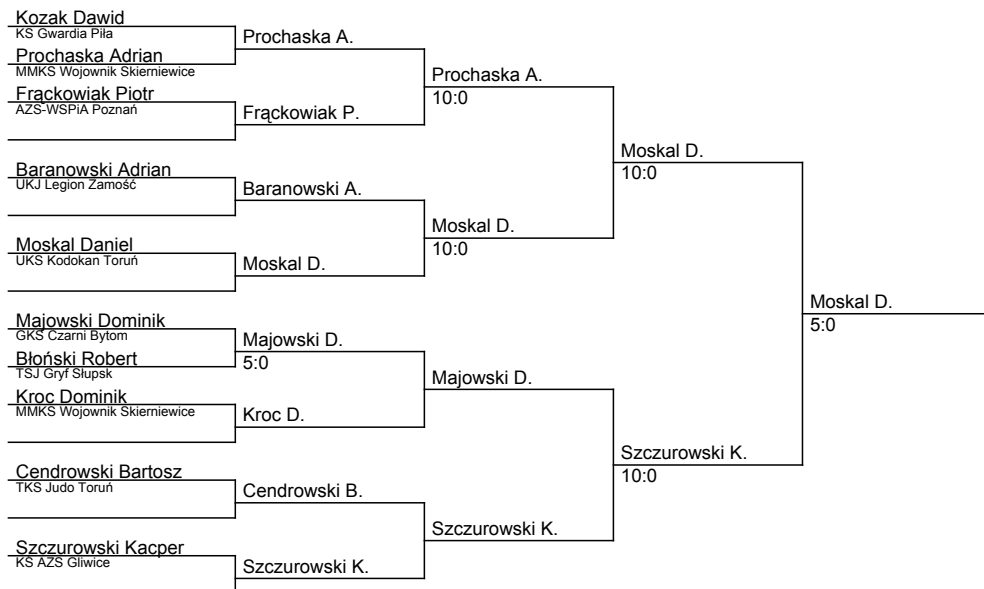 Kozak Dawid
KS Gwardia Piła
Prochaska A.
Prochaska Adrian
MMKS Wojownik Skierniewice
Prochaska A.
10:0
Frąckowiak Piotr
AZS-WSPiA Poznań
Frąckowiak P.
Moskal D.
10:0
Baranowski Adrian
UKJ Legion Zamość
Baranowski A.
Moskal D.
10:0
Moskal Daniel
UKS Kodokan Toruń
Moskal D.
Moskal D.
5:0
Majowski Dominik
GKS Czarni Bytom
Majowski D.
5:0
Błoński Robert
TSJ Gryf Słupsk
Majowski D.
Kroc Dominik
MMKS Wojownik Skierniewice
Kroc D.
Szczurowski K.
10:0
Cendrowski Bartosz
TKS Judo Toruń
Cendrowski B.
Szczurowski K.
Szczurowski Kacper
KS AZS Gliwice
Szczurowski K.